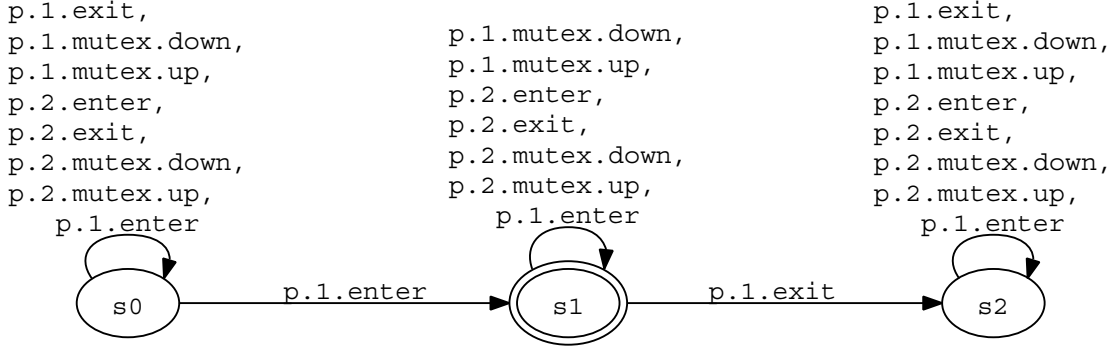 p.1.exit,
p.1.mutex.down,
p.1.mutex.up,
p.2.enter,
p.2.exit,
p.2.mutex.down,
p.2.mutex.up,
p.1.enter
s0
p.1.enter
p.1.mutex.down,
p.1.mutex.up,
p.2.enter,
p.2.exit,
p.2.mutex.down,
p.2.mutex.up,
p.1.enter
s1
p.1.exit
p.1.exit,
p.1.mutex.down,
p.1.mutex.up,
p.2.enter,
p.2.exit,
p.2.mutex.down,
p.2.mutex.up,
p.1.enter
s2